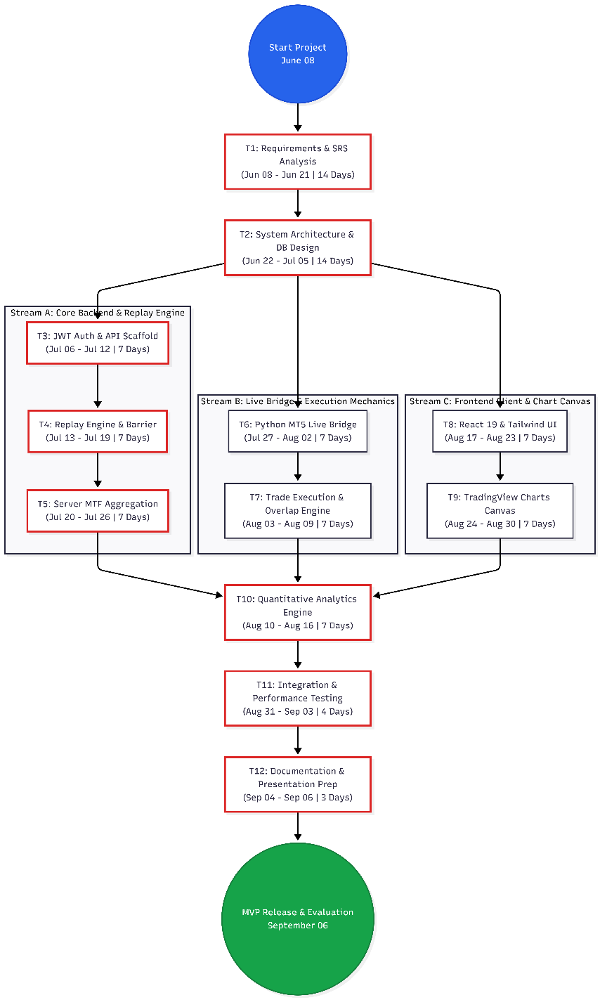 Start Project
June 08
T1: Requirements & SRS
Analysis
(Jun 08 - Jun 21 | 14 Days)
T2: System Architecture &
DB Design
(Jun 22 - Jul 05 | 14 Days)
Stream A: Core Backend & Replay Engine
T3: JWT Auth & API Scaffold
(Jul 06 - Jul 12 | 7 Days)
T4: Replay Engine & Barrier
(Jul 13 - Jul 19 | 7 Days)
T5: Server MTF Aggregation
(Jul 20 - Jul 26 | 7 Days)
Stream B: Live Bridge & Execution Mechanics
T6: Python MT5 Live Bridge
(Jul 27 - Aug 02 | 7 Days)
T7: Trade Execution &
Overlap Engine
(Aug 03 - Aug 09 | 7 Days)
Stream C: Frontend Client & Chart Canvas
T8: React 19 & Tailwind UI
(Aug 17 - Aug 23 | 7 Days)
T9: TradingView Charts
Canvas
(Aug 24 - Aug 30 | 7 Days)
T10: Quantitative Analytics
Engine
(Aug 10 - Aug 16 | 7 Days)
T11: Integration &
Performance Testing
(Aug 31 - Sep 03 | 4 Days)
T12: Documentation &
Presentation Prep
(Sep 04 - Sep 06 | 3 Days)
MVP Release & Evaluation
September 06